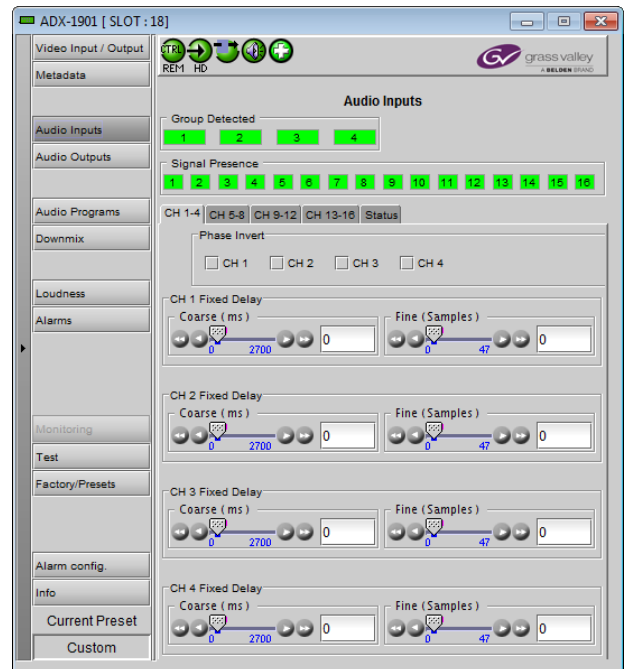 ADX-1901 [ SLOT : 18]
Video Input / Output
Metadata
Audio Inputs
Audio Outputs
Audio Programs
Downmix
Loudness
Alarms
Monitoring
Test
Factory/Presets
Alarm config.
Info
Current Preset
Custom
CTRL
REM HD
GV grass valley
A BELDEN BRAND
Audio Inputs
Group Detected
1 2 3 4
Signal Presence
1 2 3 4 5 6 7 8 9 10 11 12 13 14 15 16
CH 1-4 CH 5-8 CH 9-12 CH 13-16 Status
Phase Invert
CH 1 CH 2 CH 3 CH 4
CH 1 Fixed Delay
Coarse ( ms ) Fine ( Samples )
0 2700 0 0 47 0
CH 2 Fixed Delay
Coarse ( ms ) Fine ( Samples )
0 2700 0 0 47 0
CH 3 Fixed Delay
Coarse ( ms ) Fine ( Samples )
0 2700 0 0 47 0
CH 4 Fixed Delay
Coarse ( ms ) Fine ( Samples )
0 2700 0 0 47 0